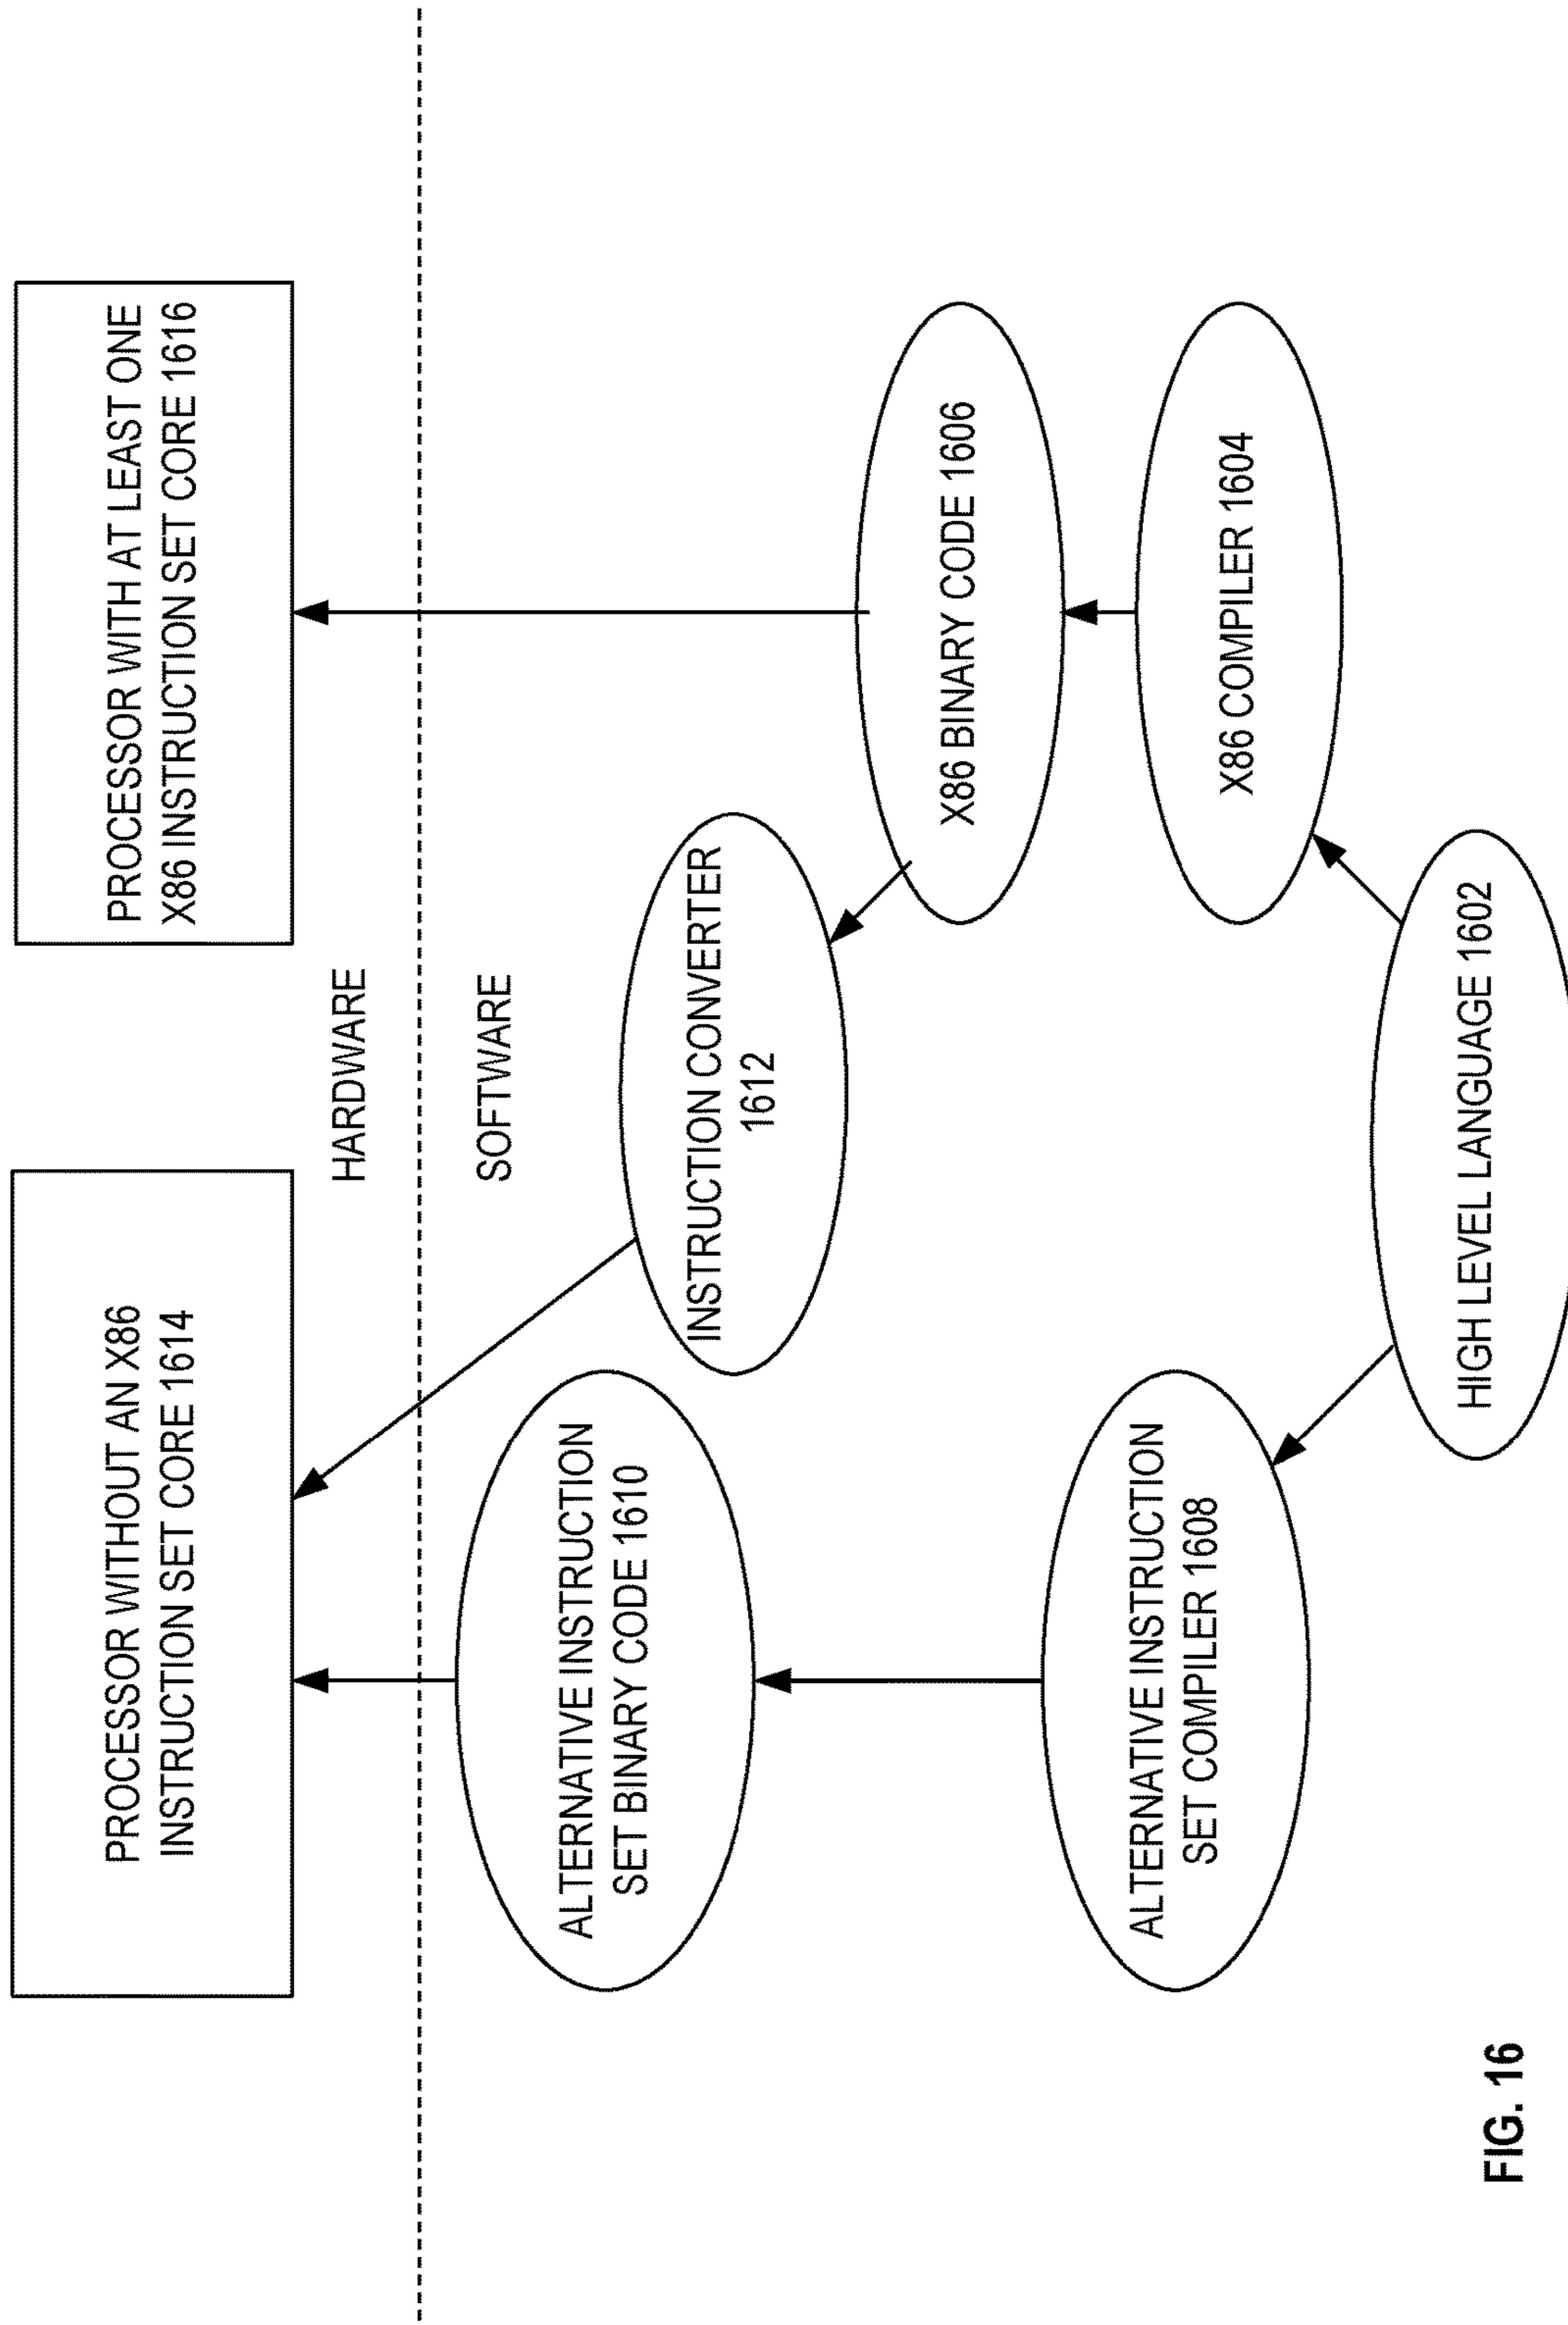 PROCESSOR WITHOUT AN X86
INSTRUCTION SET CORE 1614
PROCESSOR WITH AT LEAST ONE
X86 INSTRUCTION SET CORE 1616
HARDWARE
SOFTWARE
ALTERNATIVE INSTRUCTION
SET BINARY CODE 1610
INSTRUCTION CONVERTER
1612
X86 BINARY CODE 1606
ALTERNATIVE INSTRUCTION
SET COMPILER 1608
X86 COMPILER 1604
HIGH LEVEL LANGUAGE 1602
FIG. 16